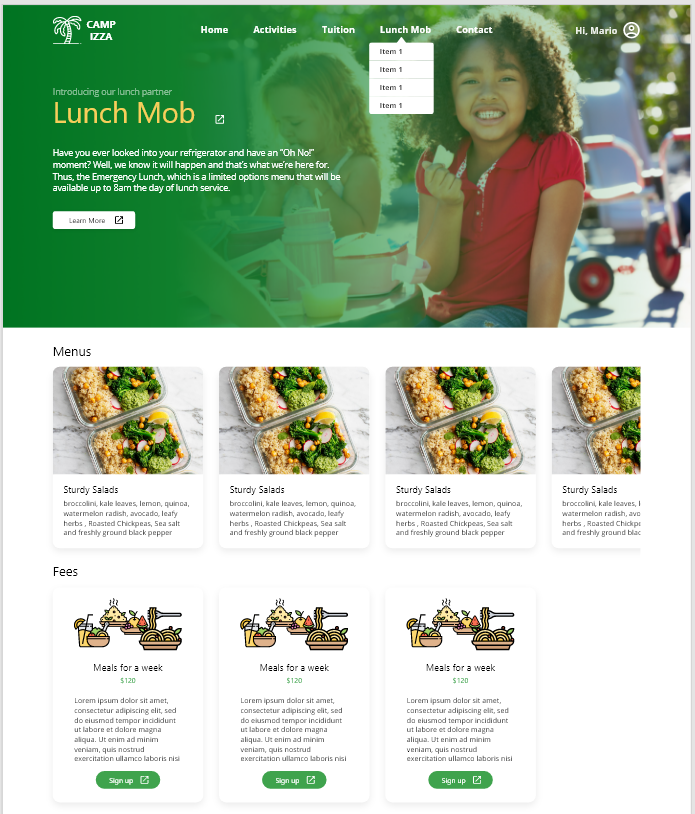 CAMP
IZZA
Home Activities Tuition Lunch Mob Contact Hi, Mario
Item 1
Item 1
Item 1
Item 1
Introducing our lunch partner
Lunch Mob
Have you ever looked into your refrigerator and have an "Oh No!"
moment? Well, we know it will happen and that's what we're here for.
Thus, the Emergency Lunch, which is a limited options menu that will be
available up to 8am the day of lunch service.
Learn More
Menus
Sturdy Salads
broccolini, kale leaves, lemon, quinoa,
watermelon radish, avocado, leafy
herbs , Roasted Chickpeas, Sea salt
and freshly ground black pepper
Sturdy Salads
broccolini, kale leaves, lemon, quinoa,
watermelon radish, avocado, leafy
herbs , Roasted Chickpeas, Sea salt
and freshly ground black pepper
Sturdy Salads
broccolini, kale leaves, lemon, quinoa,
watermelon radish, avocado, leafy
herbs , Roasted Chickpeas, Sea salt
and freshly ground black pepper
Sturdy Salads
broccolini, kale leaves, l
watermelon radish, avo
herbs , Roasted Chickpe
and freshly ground blac
Fees
Meals for a week
$120
Lorem ipsum dolor sit amet,
consectetur adipiscing elit, sed
do eiusmod tempor incididunt
ut labore et dolore magna
aliqua. Ut enim ad minim
veniam, quis nostrud
exercitation ullamco laboris nisi
Sign up
Meals for a week
$120
Lorem ipsum dolor sit amet,
consectetur adipiscing elit, sed
do eiusmod tempor incididunt
ut labore et dolore magna
aliqua. Ut enim ad minim
veniam, quis nostrud
exercitation ullamco laboris nisi
Sign up
Meals for a week
$120
Lorem ipsum dolor sit amet,
consectetur adipiscing elit, sed
do eiusmod tempor incididunt
ut labore et dolore magna
aliqua. Ut enim ad minim
veniam, quis nostrud
exercitation ullamco laboris nisi
Sign up